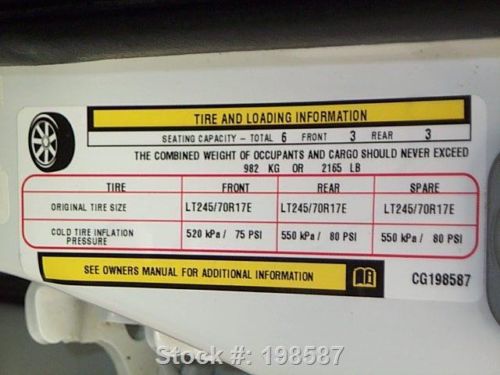 TIRE AND LOADING INFORMATION
SEATING CAPACITY - TOTAL 6 FRONT 3 REAR 3
THE COMBINED WEIGHT OF OCCUPANTS AND CARGO SHOULD NEVER EXCEED
982 KG OR 2165 LB
TIRE FRONT REAR SPARE
ORIGINAL TIRE SIZE LT245/70R17E LT245/70R17E LT245/70R17E
COLD TIRE INFLATION PRESSURE 520 kPa / 75 PSI 550 kPa / 80 PSI 550 kPa / 80 PSI
SEE OWNERS MANUAL FOR ADDITIONAL INFORMATION
CG198587
Stock #: 198587